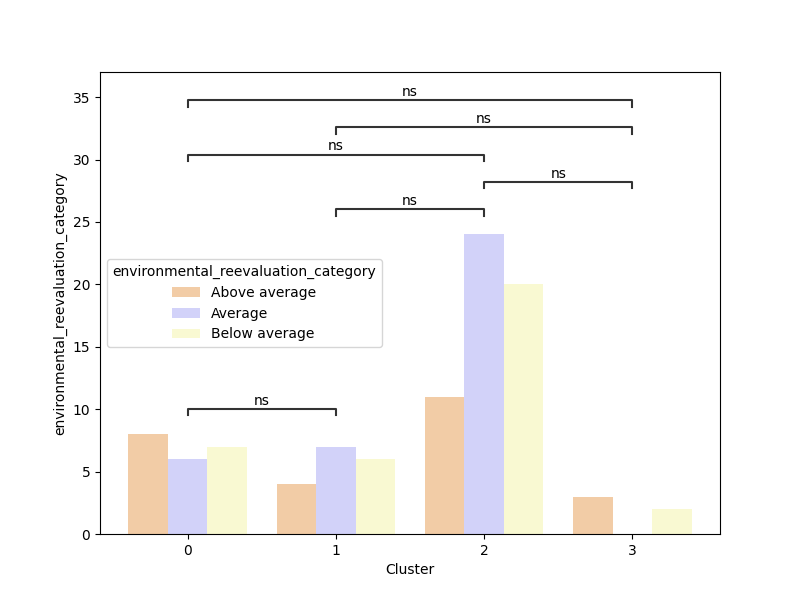 35
ns
ns
ns
30
ns
ns
25
environmental_reevaluation_category
environmental_reevaluation_category
Above average
Average
Below average
20
15
10
ns
5
0
0 1 2 3
Cluster